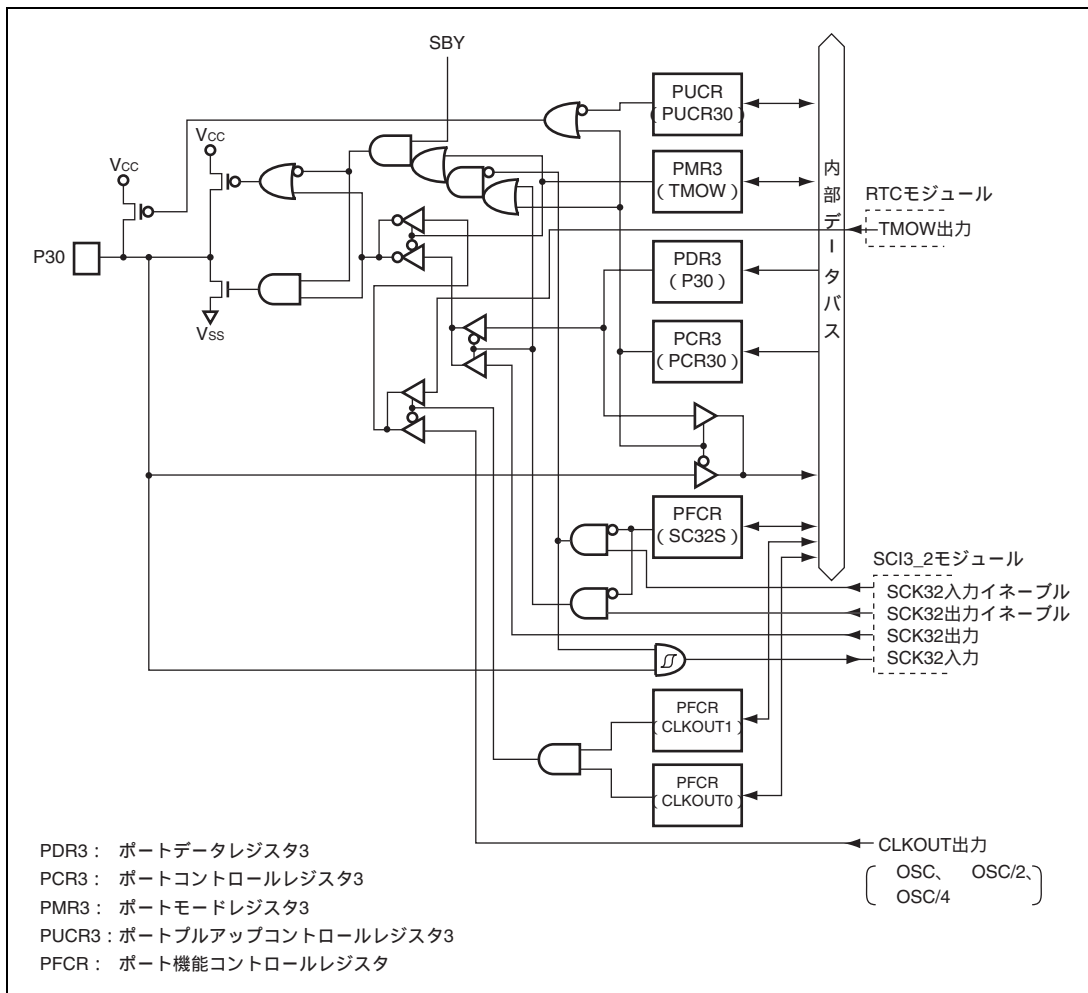 SBY
PUCR
(PUCR30)
VCC
VCC
PMR3
(TMOW)
内部データバス
RTCモジュール
TMOW出力
P30
PDR3
(P30)
VSS
PCR3
(PCR30)
PFCR
(SC32S)
SCI3_2モジュール
SCK32入力イネーブル
SCK32出力イネーブル
SCK32出力
SCK32入力
PFCR
(CLKOUT1)
PFCR
(CLKOUT0)
CLKOUT出力
(OSC、 OSC/2、
OSC/4)
PDR3: ポートデータレジスタ3
PCR3: ポートコントロールレジスタ3
PMR3: ポートモードレジスタ3
PUCR3:ポートプルアップコントロールレジスタ3
PFCR: ポート機能コントロールレジスタ